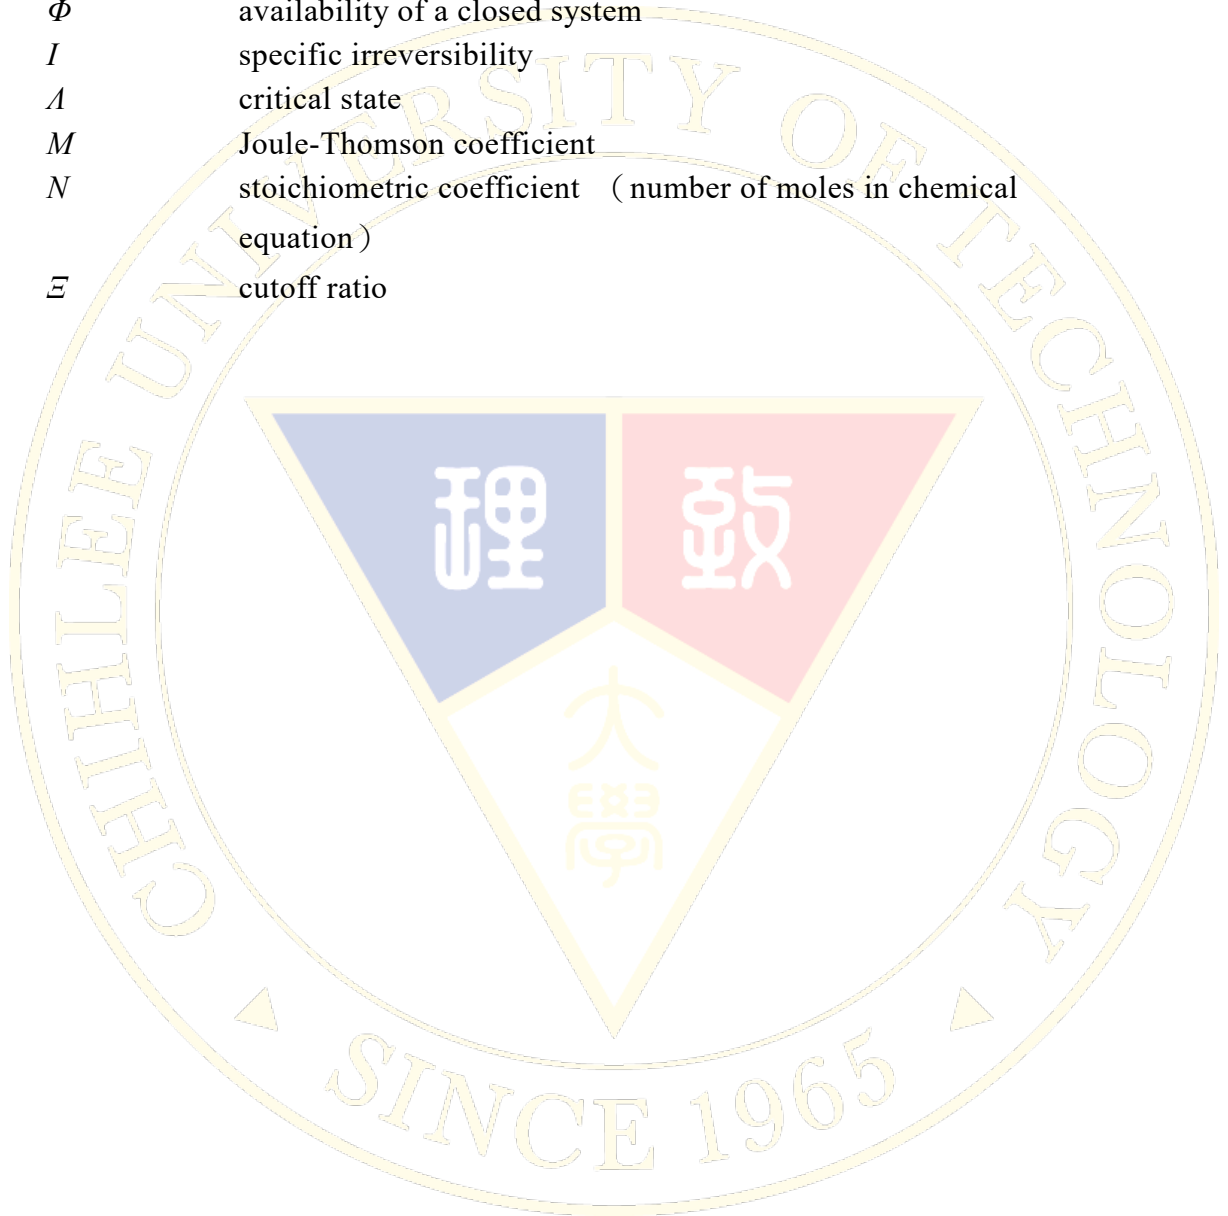 Φ availability of a closed system
Ι specific irreversibility
Λ critical state
Μ Joule-Thomson coefficient
Ν stoichiometric coefficient （number of moles in chemical
equation）
Ξ cutoff ratio
CHIHLEE UNIVERSITY OF TECHNOLOGY
理 致
大
學
SINCE 1965